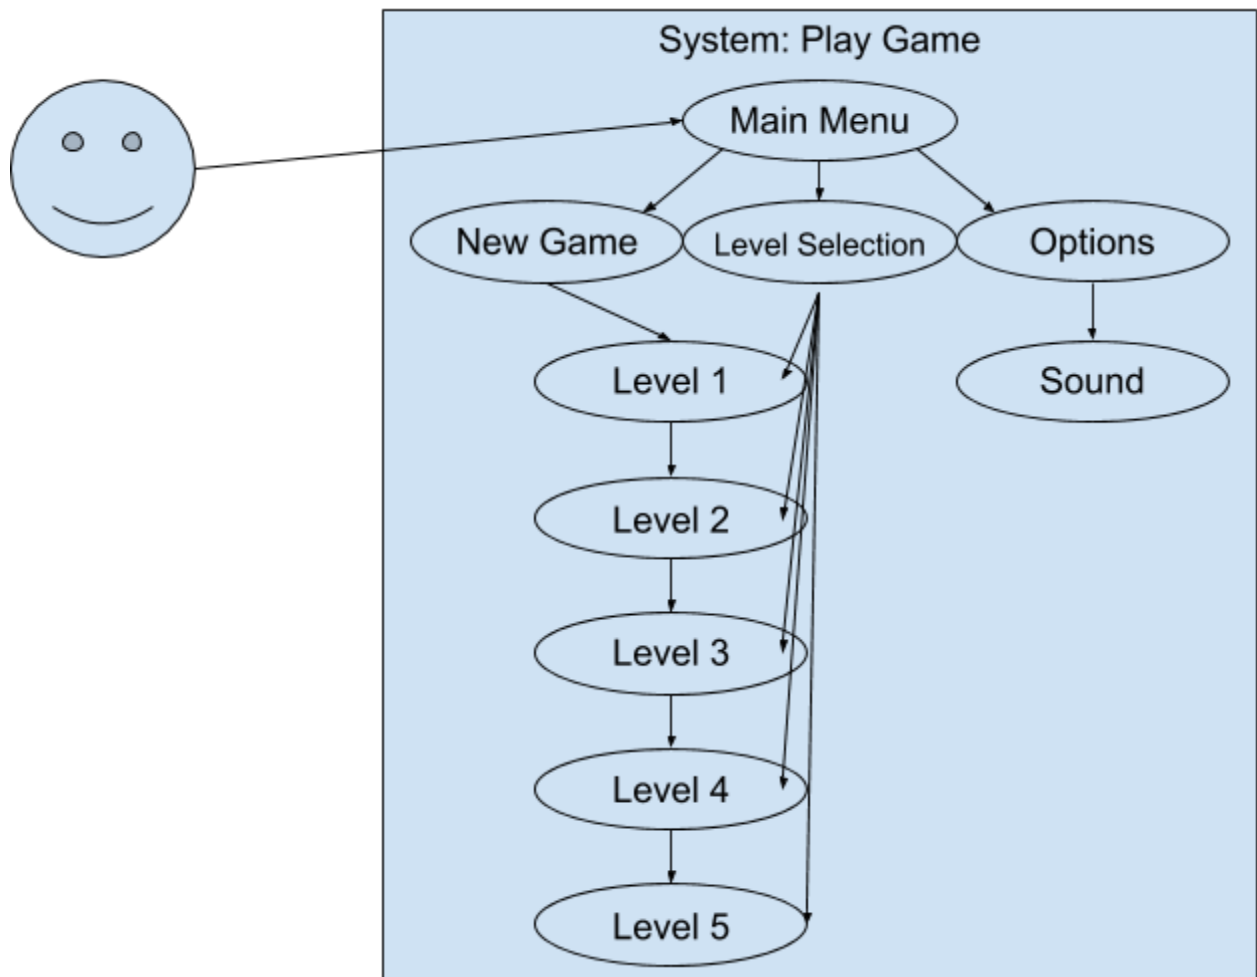 System: Play Game
Main Menu
New Game
Level Selection
Options
Level 1
Sound
Level 2
Level 3
Level 4
Level 5